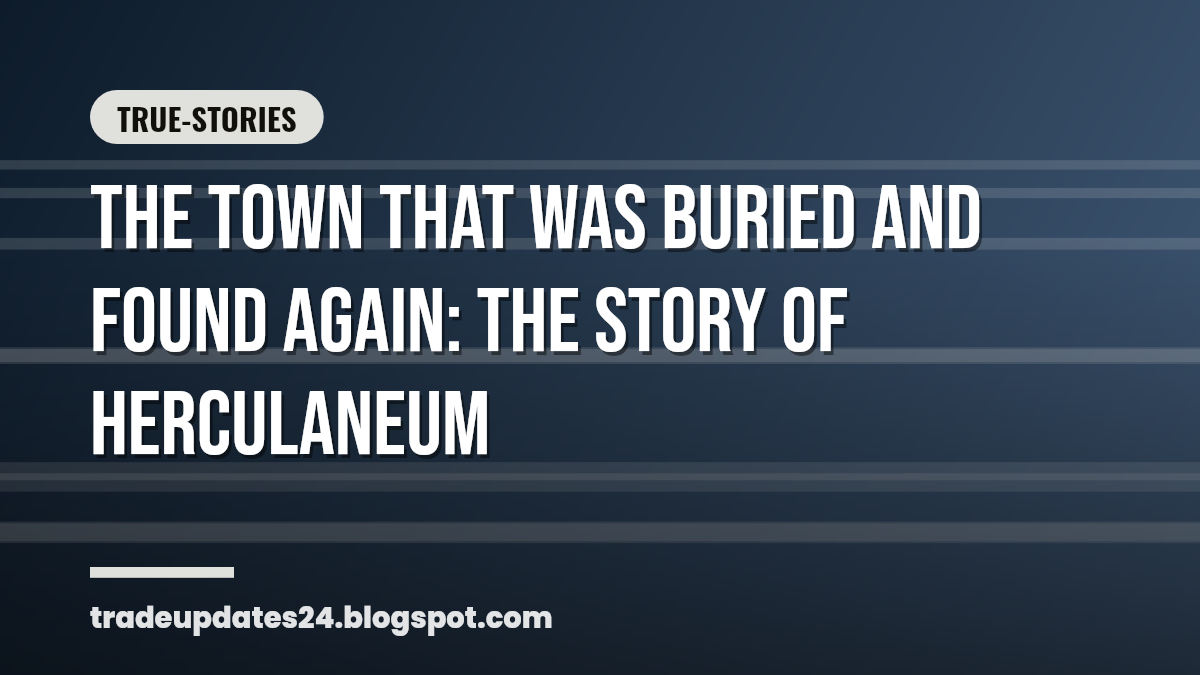 TRUE-STORIES
THE TOWN THAT WAS BURIED AND
FOUND AGAIN: THE STORY OF
HERCULANEUM
tradeupdates24.blogspot.com